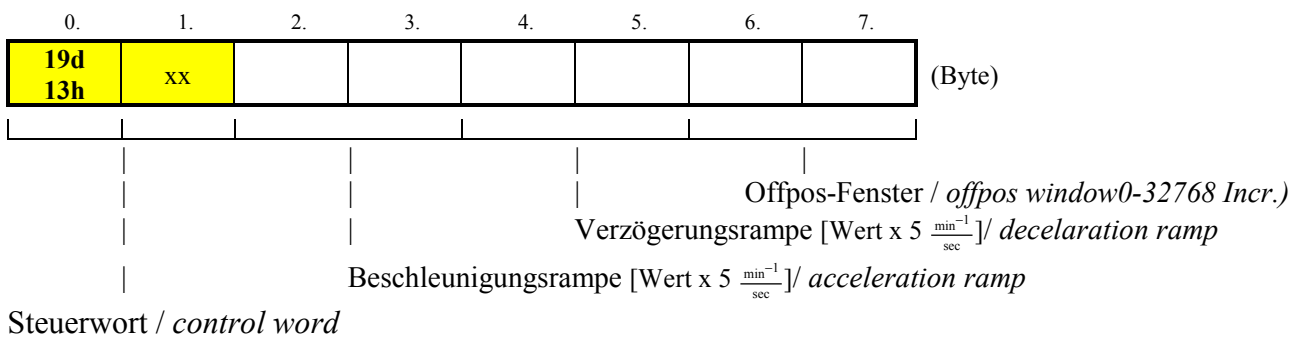 0. 1. 2. 3. 4. 5. 6. 7.
19d
13h
xx
(Byte)
Offpos-Fenster / offpos window0-32768 Incr.)
Verzögerungsrampe [Wert x 5 min⁻¹/sec]/ decelaration ramp
Beschleunigungsrampe [Wert x 5 min⁻¹/sec]/ acceleration ramp
Steuerwort / control word